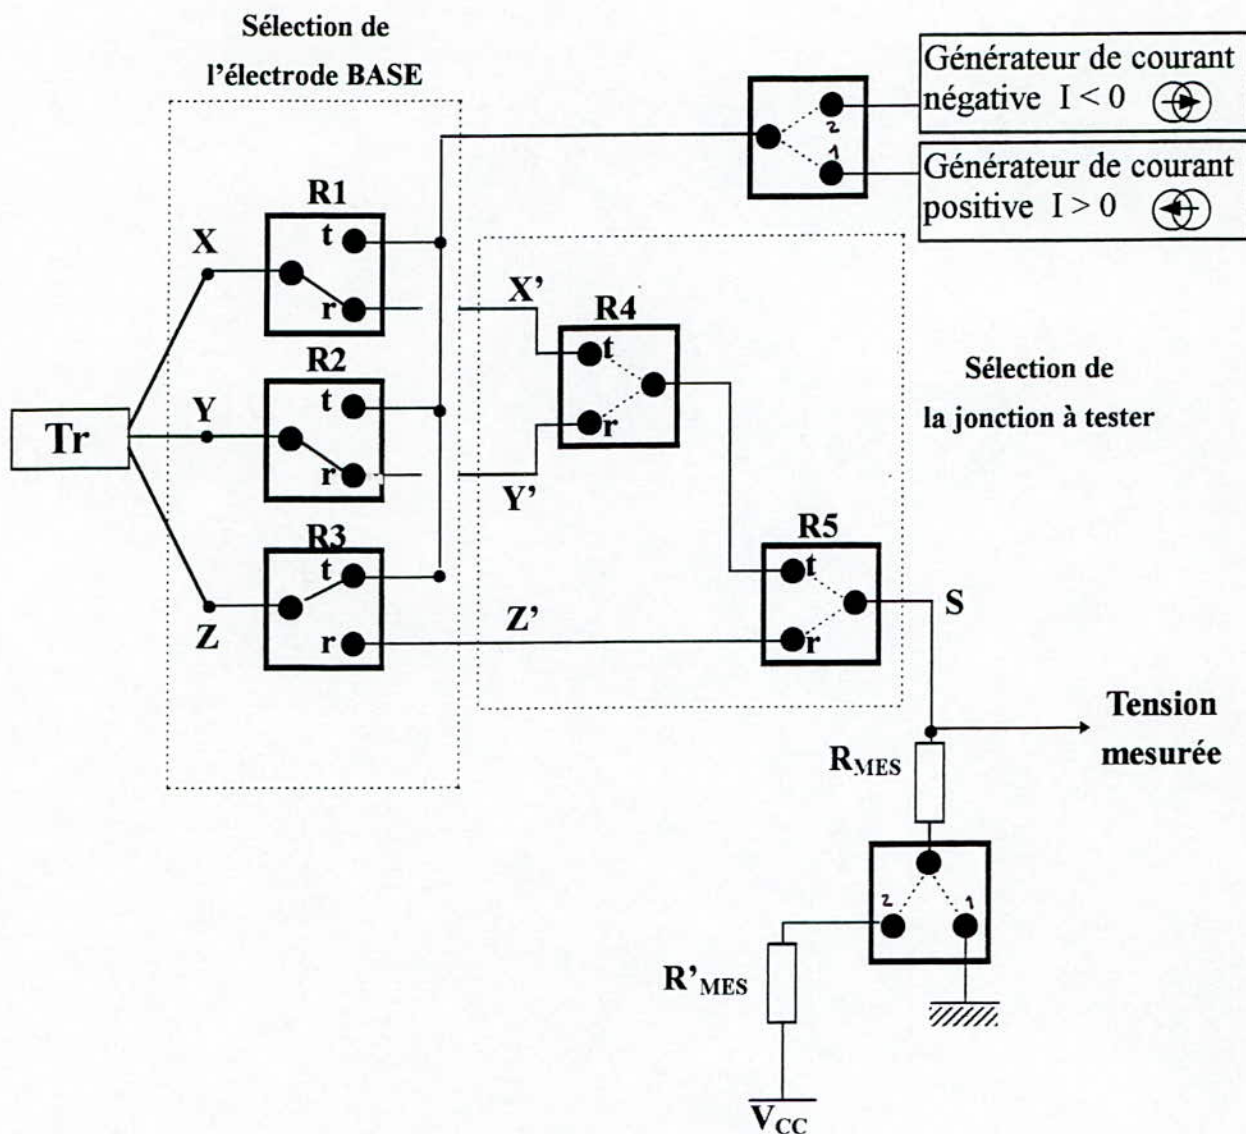 Sélection de
l'électrode BASE
Générateur de courant
négative I < 0
Générateur de courant
positive I > 0
2
1
R1
t
r
X
X'
R4
t
r
R2
t
r
Y
Y'
Tr
Sélection de
la jonction à tester
R3
t
r
Z
Z'
R5
t
r
S
Tension
mesurée
RMES
2
1
R'MES
VCC